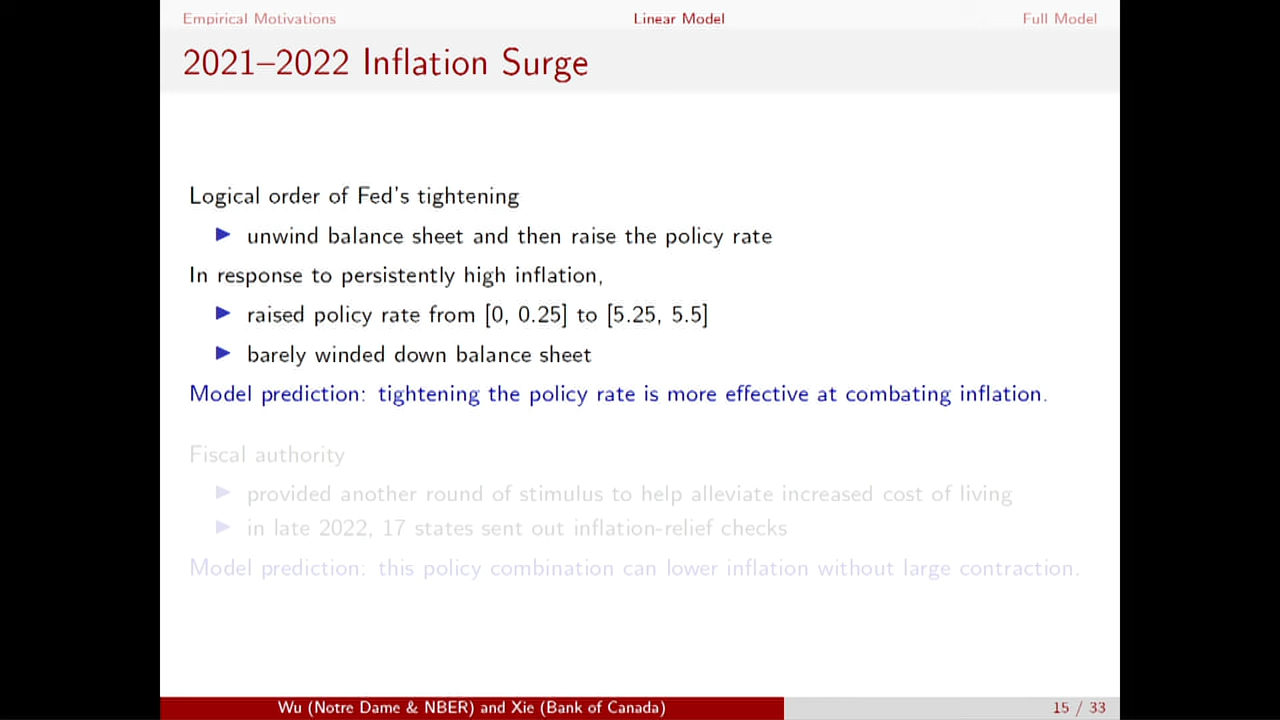 Empirical Motivations Linear Model Full Model
2021–2022 Inflation Surge
Logical order of Fed's tightening
▶ unwind balance sheet and then raise the policy rate
In response to persistently high inflation,
▶ raised policy rate from [0, 0.25] to [5.25, 5.5]
▶ barely winded down balance sheet
Model prediction: tightening the policy rate is more effective at combating inflation.
Fiscal authority
▶ provided another round of stimulus to help alleviate increased cost of living
▶ in late 2022, 17 states sent out inflation-relief checks
Model prediction: this policy combination can lower inflation without large contraction.
Wu (Notre Dame & NBER) and Xie (Bank of Canada) 15 / 33